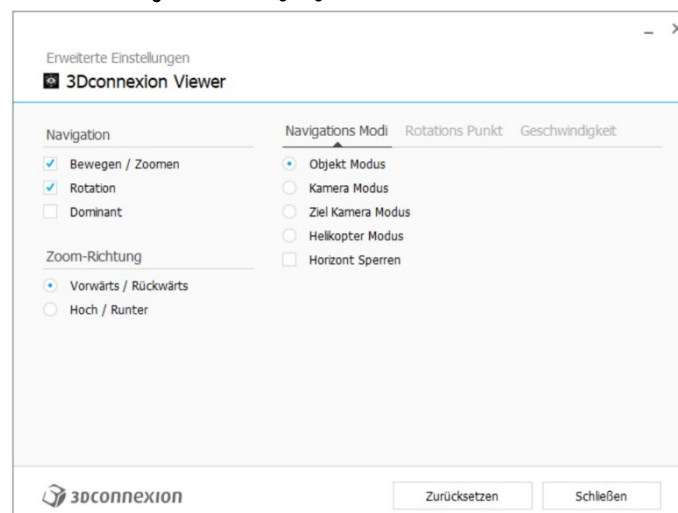 Erweiterte Einstellungen
3Dconnexion Viewer
Navigation
Bewegen / Zoomen
Rotation
Dominant
Zoom-Richtung
Vorwärts / Rückwärts
Hoch / Runter
Navigations Modi Rotations Punkt Geschwindigkeit
Objekt Modus
Kamera Modus
Ziel Kamera Modus
Helikopter Modus
Horizont Sperren
3Dconnexion
Zurücksetzen Schließen